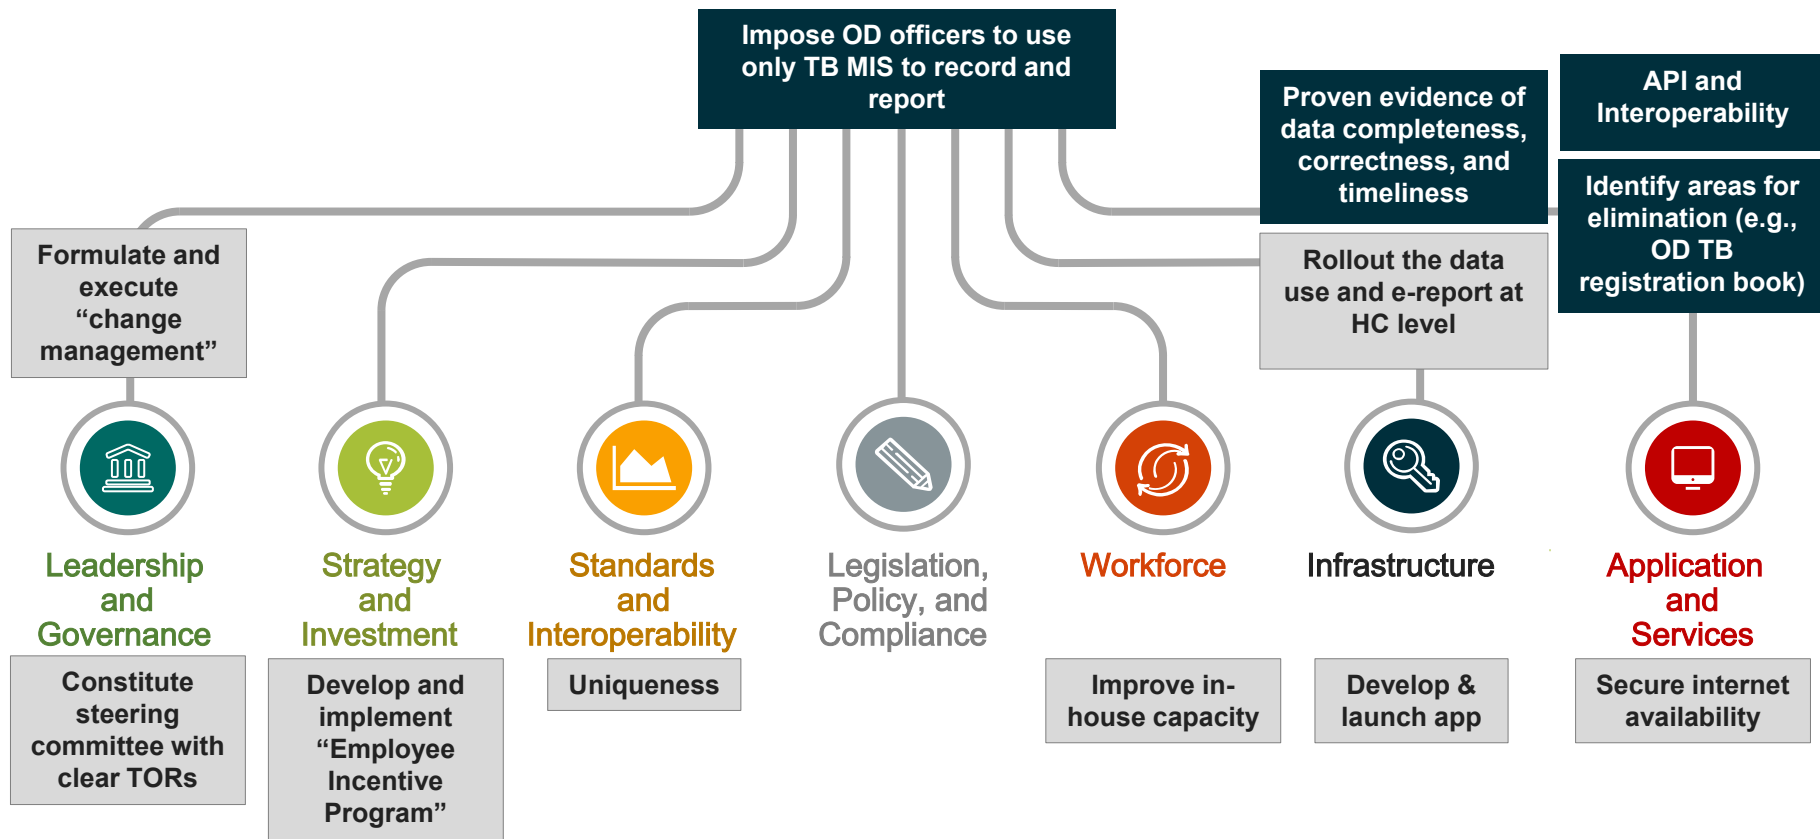 Impose OD officers to use
only TB MIS to record and
report
Proven evidence of
data completeness,
correctness, and
timeliness
API and
Interoperability
Identify areas for
elimination (e.g.,
OD TB
registration book)
Formulate and
execute
“change
management”
Rollout the data
use and e-report at
HC level
Leadership
and
Governance
Strategy
and
Investment
Standards
and
Interoperability
Legislation,
Policy, and
Compliance
Workforce
Infrastructure
Application
and
Services
Constitute
steering
committee with
clear TORs
Develop and
implement
“Employee
Incentive
Program”
Uniqueness
Improve in-
house capacity
Develop &
launch app
Secure internet
availability